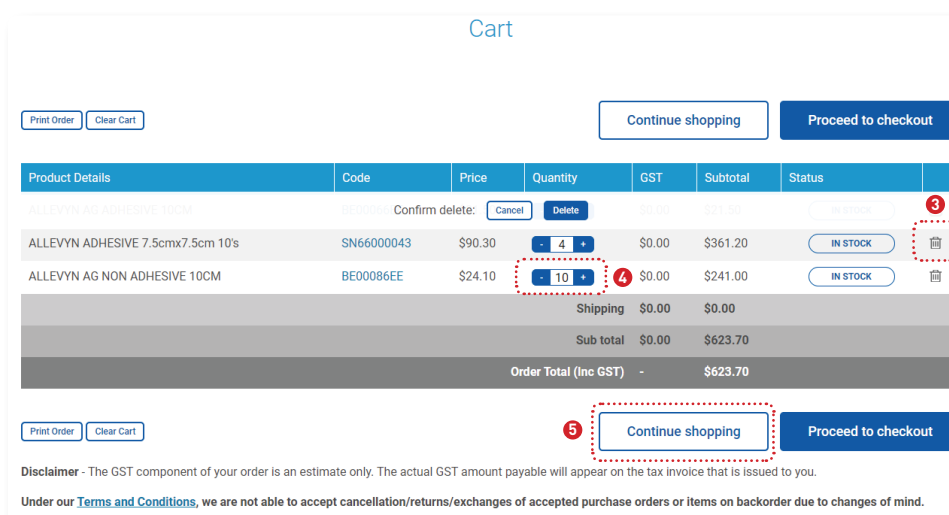 Cart
Print Order Clear Cart Continue shopping Proceed to checkout
Product Details Code Price Quantity GST Subtotal Status
ALLEVYN AG ADHESIVE 10CM Confirm delete: Cancel Delete $0.00 $21.50 IN STOCK
3
ALLEVYN ADHESIVE 7.5cmx7.5cm 10's SN66000043 $90.30 - 4 + $0.00 $361.20 IN STOCK
ALLEVYN AG NON ADHESIVE 10CM BE00086EE $24.10 - 10 + 4 $0.00 $241.00 IN STOCK
Shipping $0.00 $0.00
Sub total $0.00 $623.70
Order Total (Inc GST) - $623.70
Print Order Clear Cart 5 Continue shopping Proceed to checkout
Disclaimer - The GST component of your order is an estimate only. The actual GST amount payable will appear on the tax invoice that is issued to you.
Under our Terms and Conditions, we are not able to accept cancellation/returns/exchanges of accepted purchase orders or items on backorder due to changes of mind.